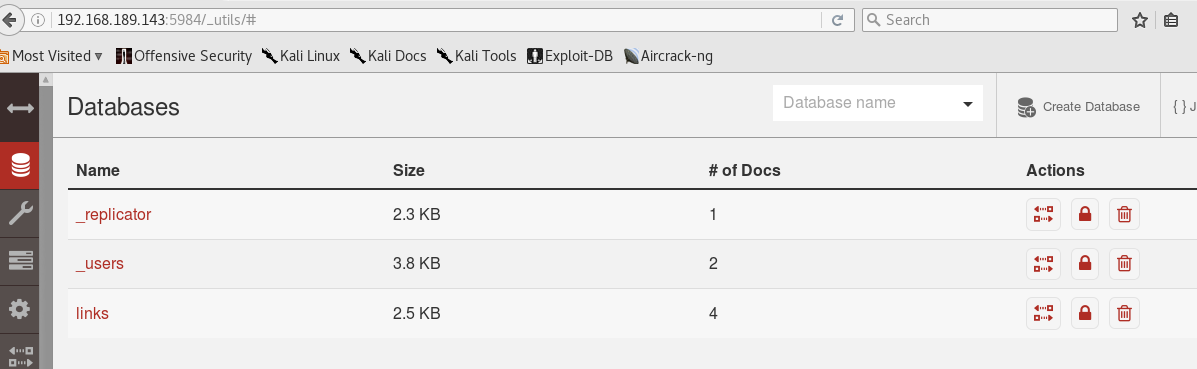 192.168.189.143:5984/_utils/#
Search
Most Visited Offensive Security Kali Linux Kali Docs Kali Tools Exploit-DB Aircrack-ng
Databases
Database name
Create Database
{ } J
Name Size # of Docs Actions
_replicator 2.3 KB 1
_users 3.8 KB 2
links 2.5 KB 4